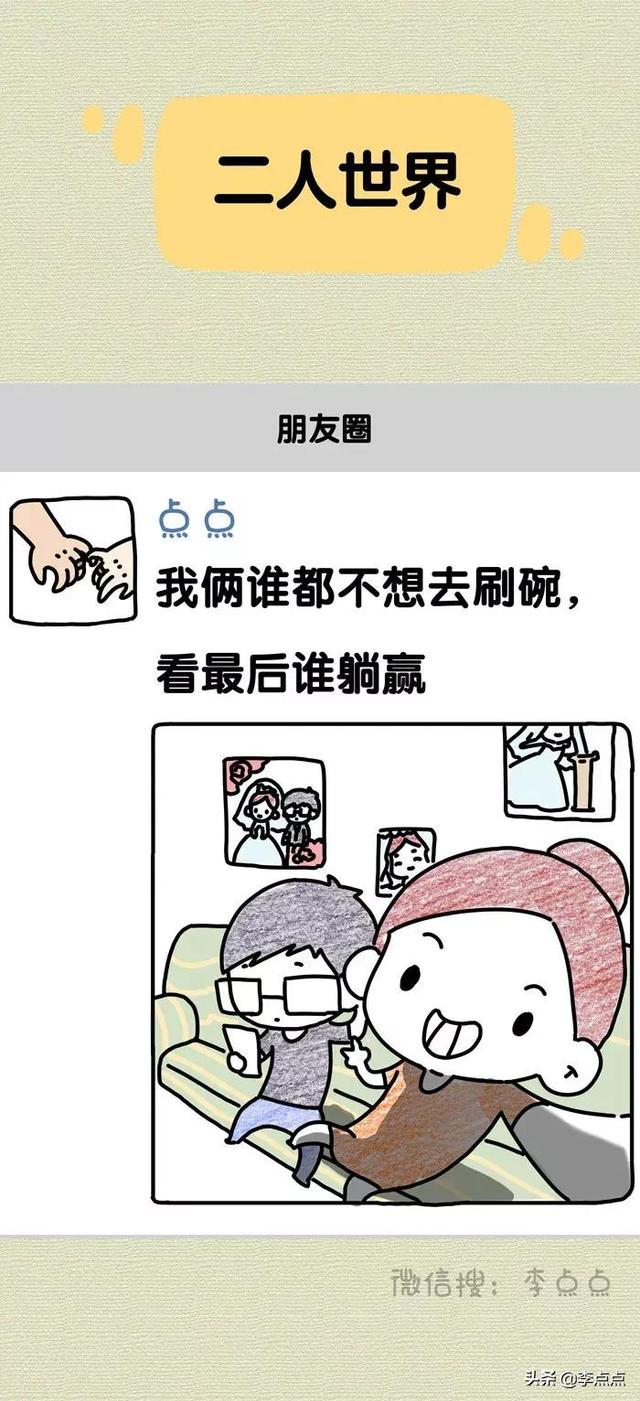 二人世界
朋友圈
点点
我俩谁都不想去刷碗，
看最后谁躺赢
微信搜：李点点
头条 @李点点